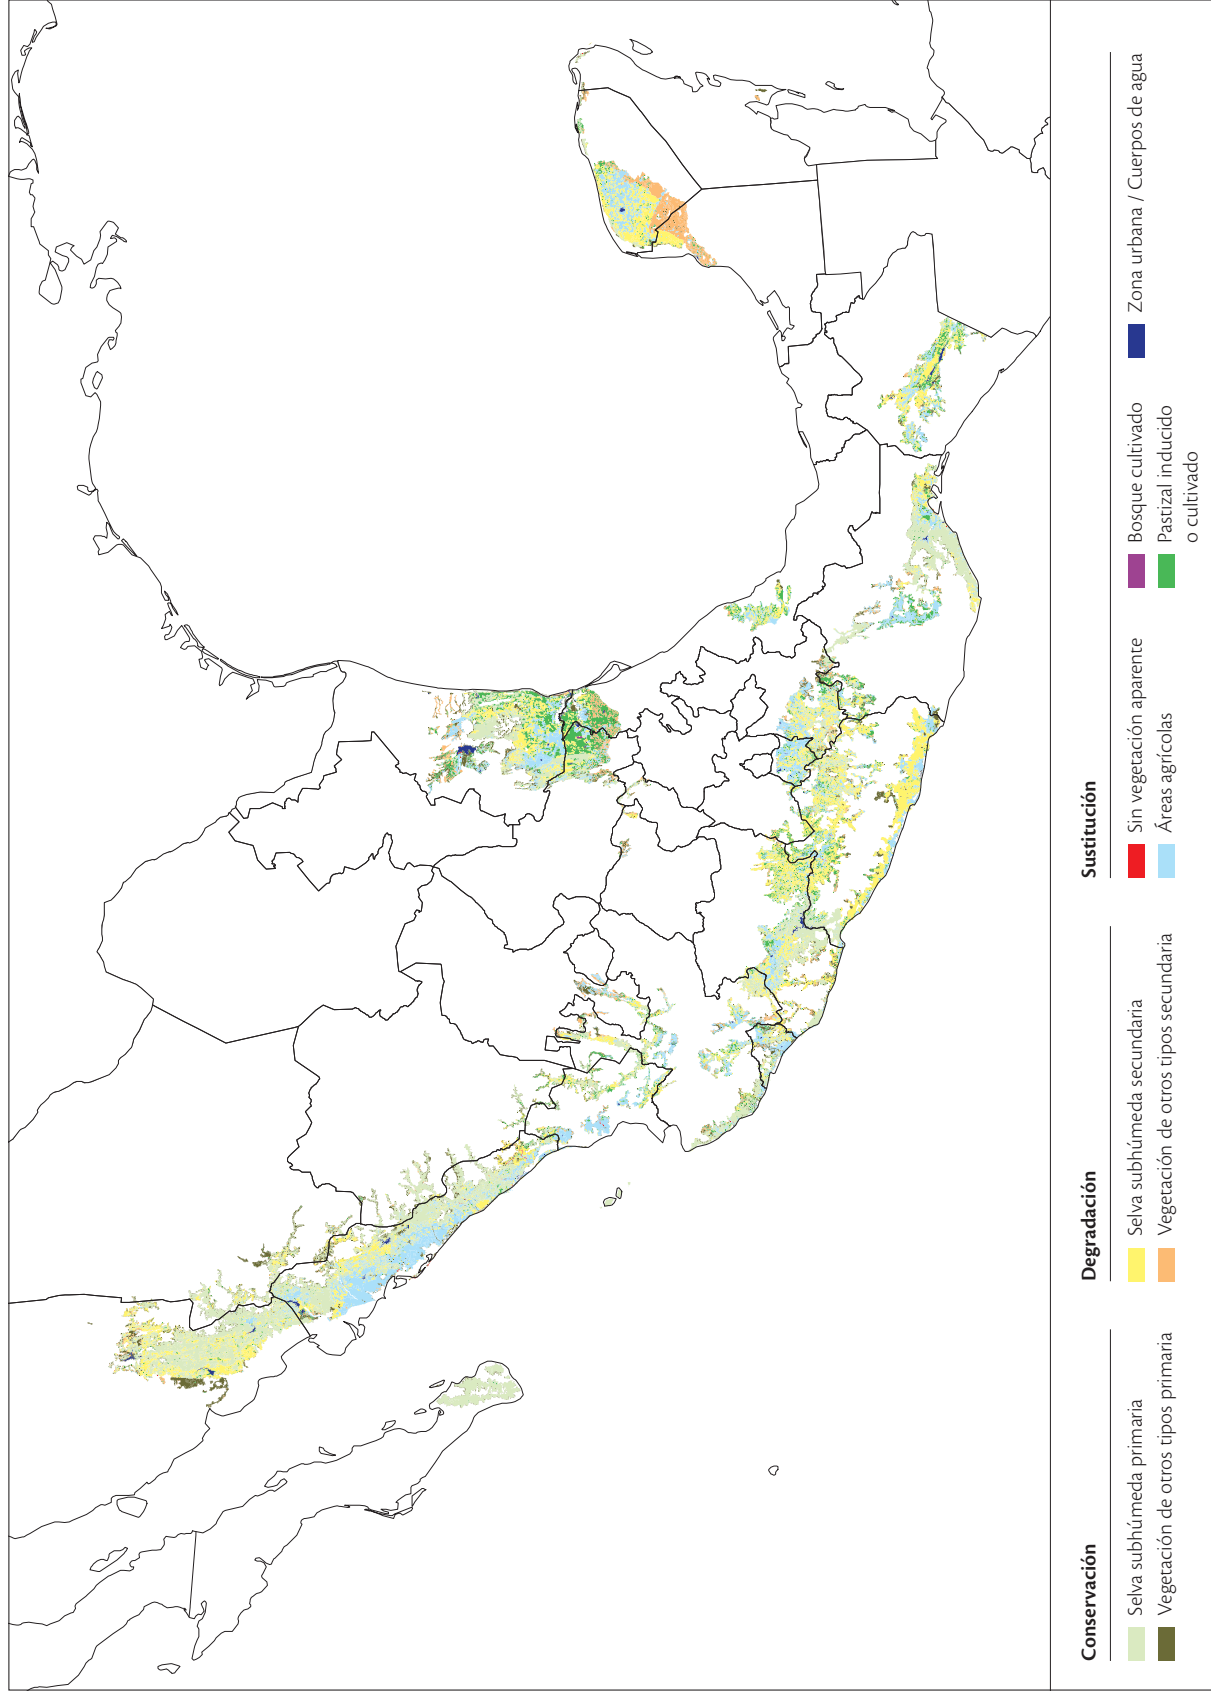 Conservación
Selva subhúmeda primaria
Vegetación de otros tipos primaria
Degradación
Selva subhúmeda secundaria
Vegetación de otros tipos secundaria
Sustitución
Sin vegetación aparente
Áreas agrícolas
Bosque cultivado
Pastizal inducido
o cultivado
Zona urbana / Cuerpos de agua